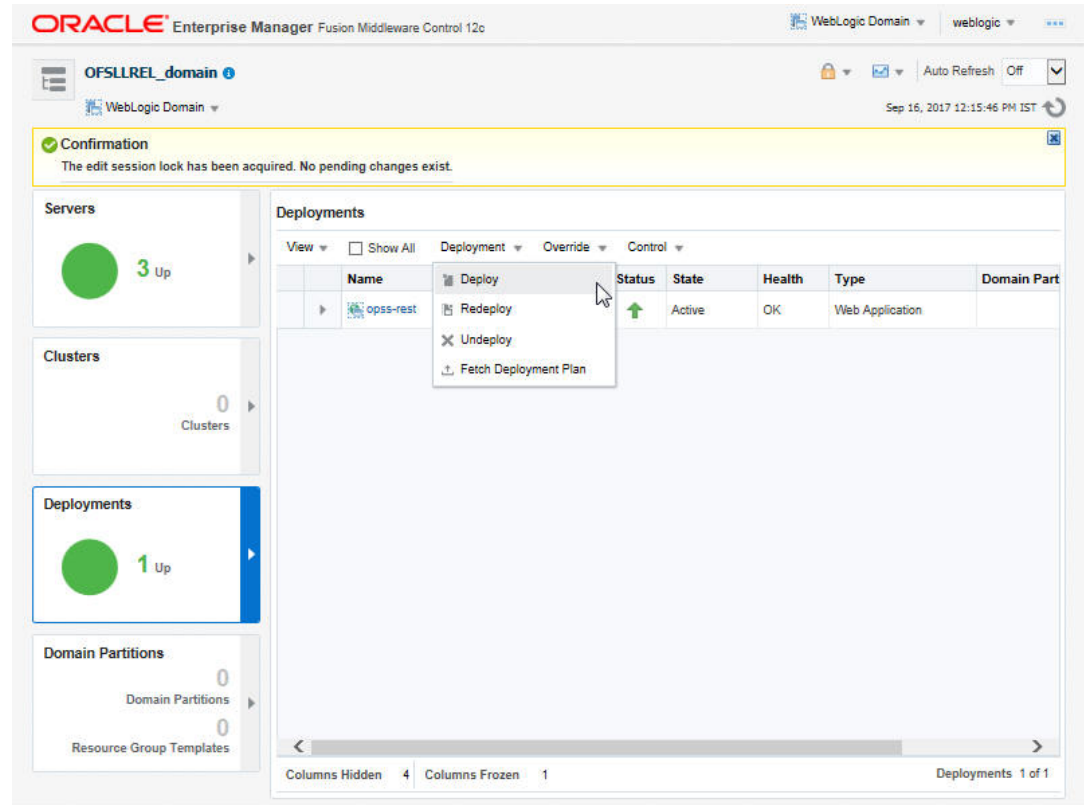 ORACLE Enterprise Manager Fusion Middleware Control 12c
WebLogic Domain
weblogic
OFSLLREL_domain
Auto Refresh Off
WebLogic Domain
Sep 16, 2017 12:15:46 PM IST
Confirmation
The edit session lock has been acquired. No pending changes exist.
Servers
3 Up
Clusters
0
Clusters
Deployments
1 Up
Domain Partitions
0
Domain Partitions
0
Resource Group Templates
Deployments
View Show All Deployment Override Control
Name Status State Health Type Domain Part
opss-rest Active OK Web Application
Deploy
Redeploy
Undeploy
Fetch Deployment Plan
Columns Hidden 4 Columns Frozen 1
Deployments 1 of 1